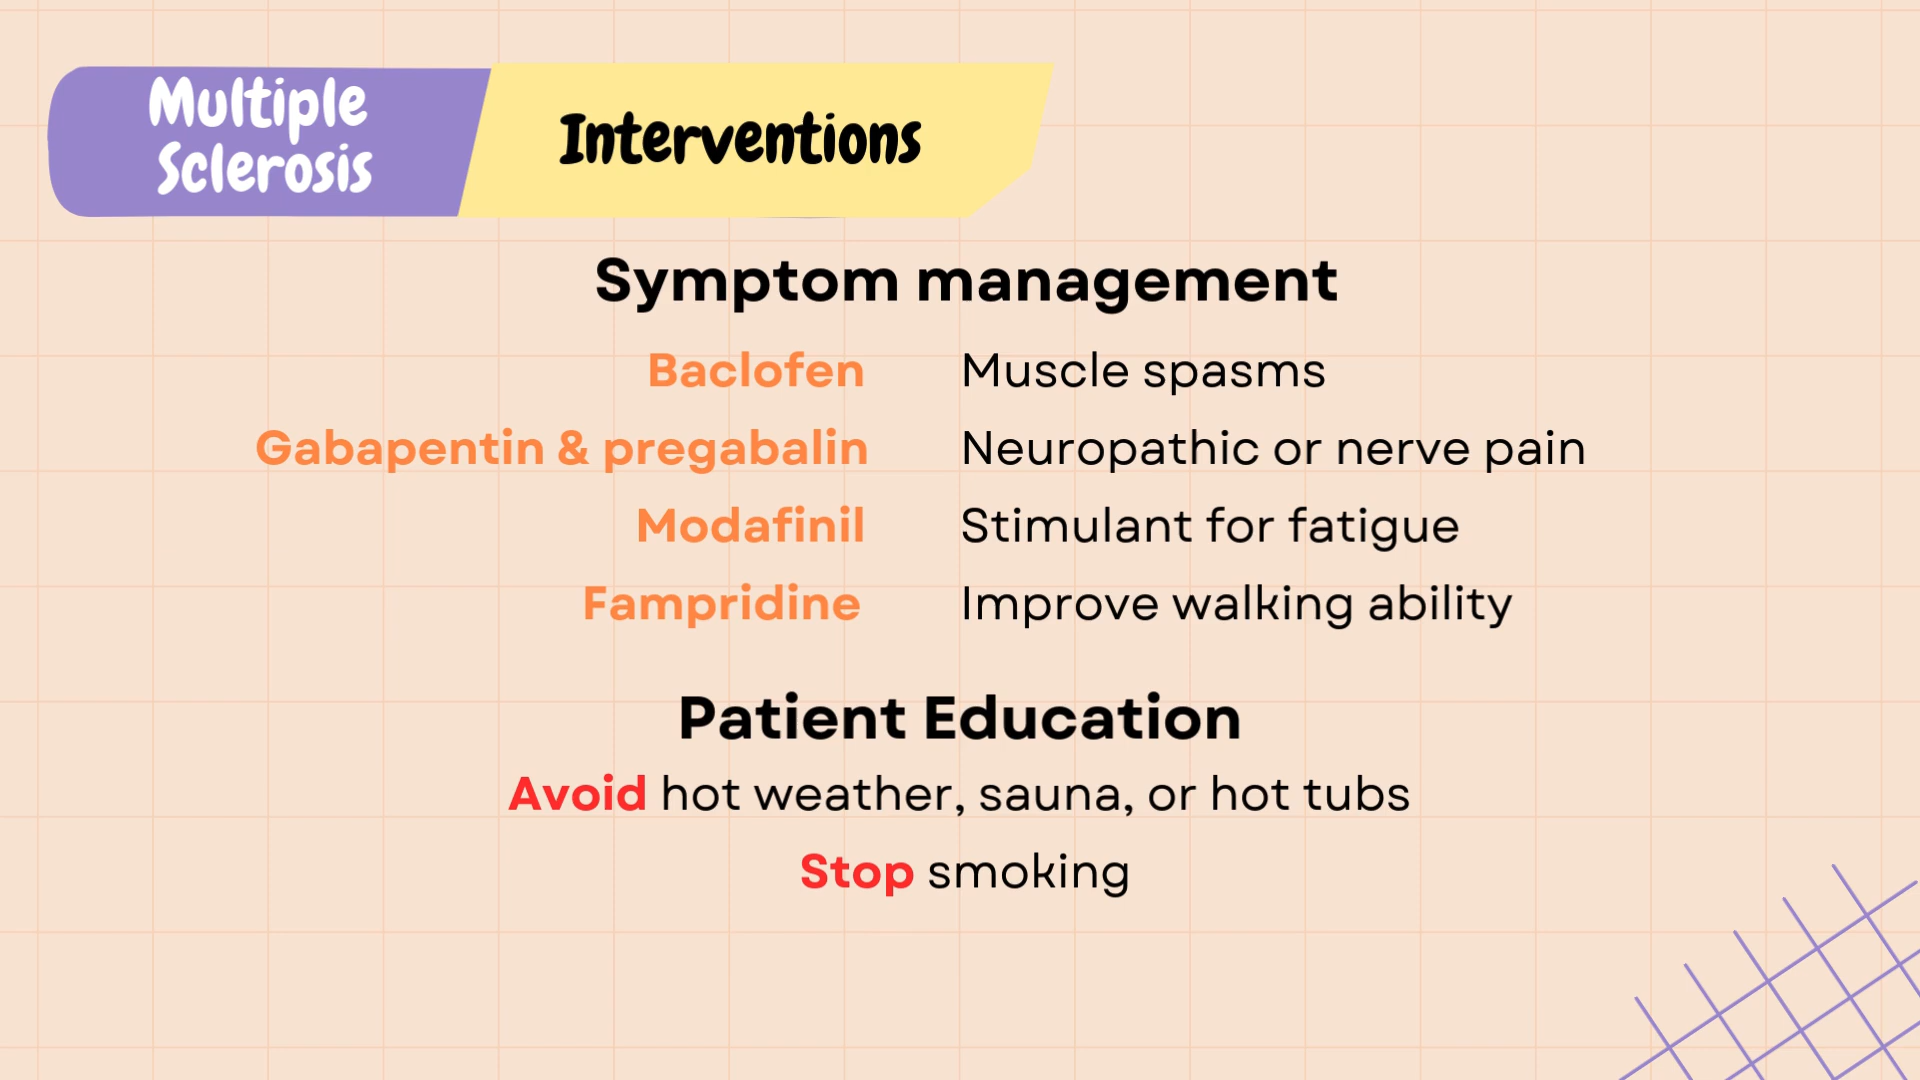 Multiple
Sclerosis
Interventions
Symptom management
Baclofen Muscle spasms
Gabapentin & pregabalin Neuropathic or nerve pain
Modafinil Stimulant for fatigue
Fampridine Improve walking ability
Patient Education
Avoid hot weather, sauna, or hot tubs
Stop smoking